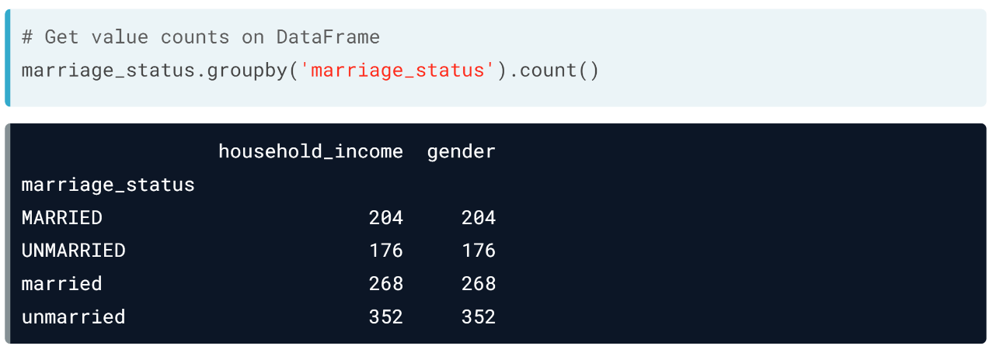 # Get value counts on DataFrame
marriage_status.groupby('marriage_status').count()
household_income gender
marriage_status
MARRIED 204 204
UNMARRIED 176 176
married 268 268
unmarried 352 352